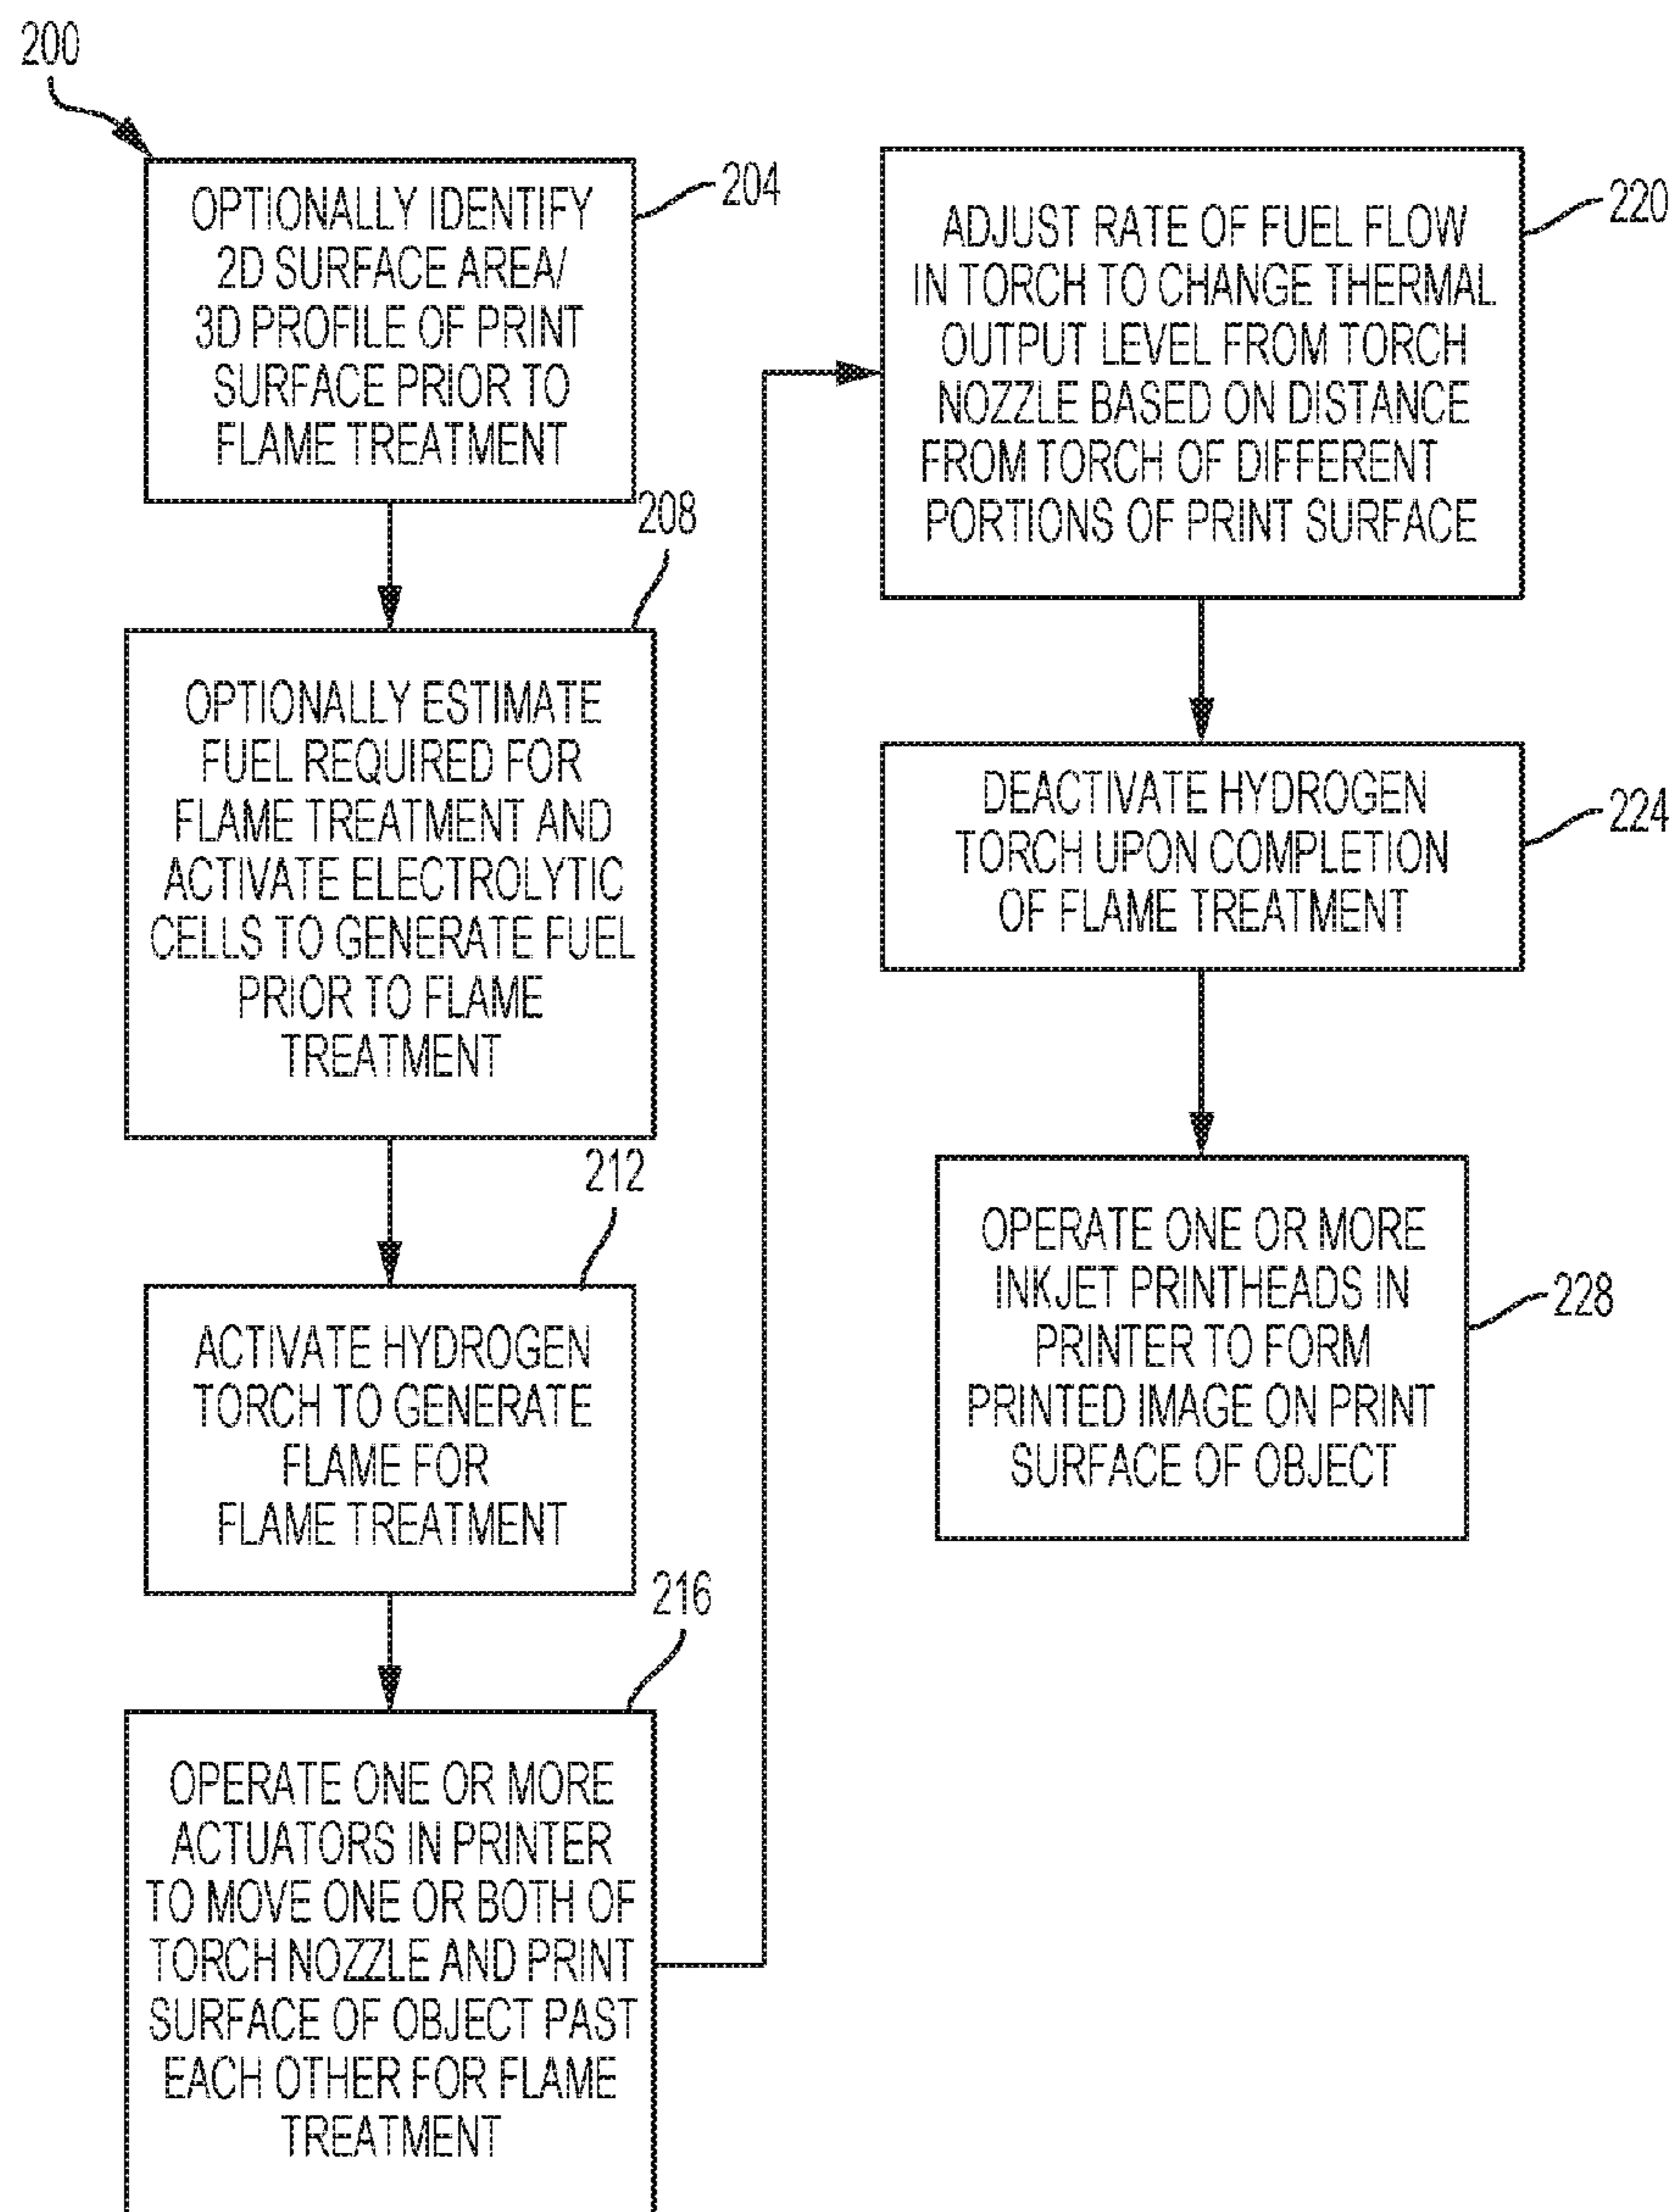 200
OPTIONALLY IDENTIFY
2D SURFACE AREA/
3D PROFILE OF PRINT
SURFACE PRIOR TO
FLAME TREATMENT
204
OPTIONALLY ESTIMATE
FUEL REQUIRED FOR
FLAME TREATMENT AND
ACTIVATE ELECTROLYTIC
CELLS TO GENERATE FUEL
PRIOR TO FLAME
TREATMENT
208
ACTIVATE HYDROGEN
TORCH TO GENERATE
FLAME FOR
FLAME TREATMENT
212
OPERATE ONE OR MORE
ACTUATORS IN PRINTER
TO MOVE ONE OR BOTH OF
TORCH NOZZLE AND PRINT
SURFACE OF OBJECT PAST
EACH OTHER FOR FLAME
TREATMENT
216
ADJUST RATE OF FUEL FLOW
IN TORCH TO CHANGE THERMAL
OUTPUT LEVEL FROM TORCH
NOZZLE BASED ON DISTANCE
FROM TORCH OF DIFFERENT
PORTIONS OF PRINT SURFACE
220
DEACTIVATE HYDROGEN
TORCH UPON COMPLETION
OF FLAME TREATMENT
224
OPERATE ONE OR MORE
INKJET PRINTHEADS IN
PRINTER TO FORM
PRINTED IMAGE ON PRINT
SURFACE OF OBJECT
228